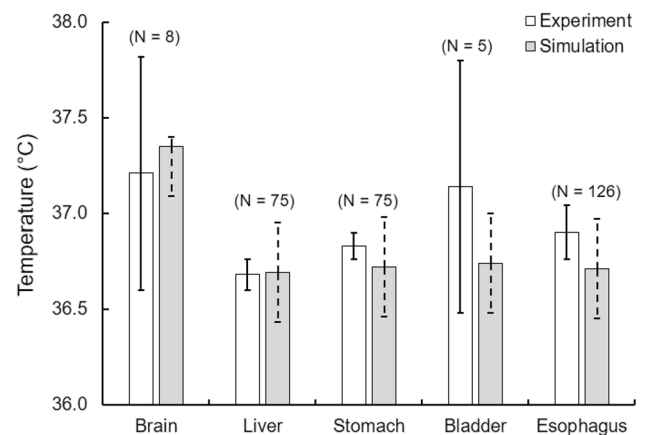 38.0
37.5
37.0
36.5
36.0
Temperature (°C)
(N = 8)
(N = 75)
(N = 75)
(N = 5)
(N = 126)
Experiment
Simulation
Brain
Liver
Stomach
Bladder
Esophagus